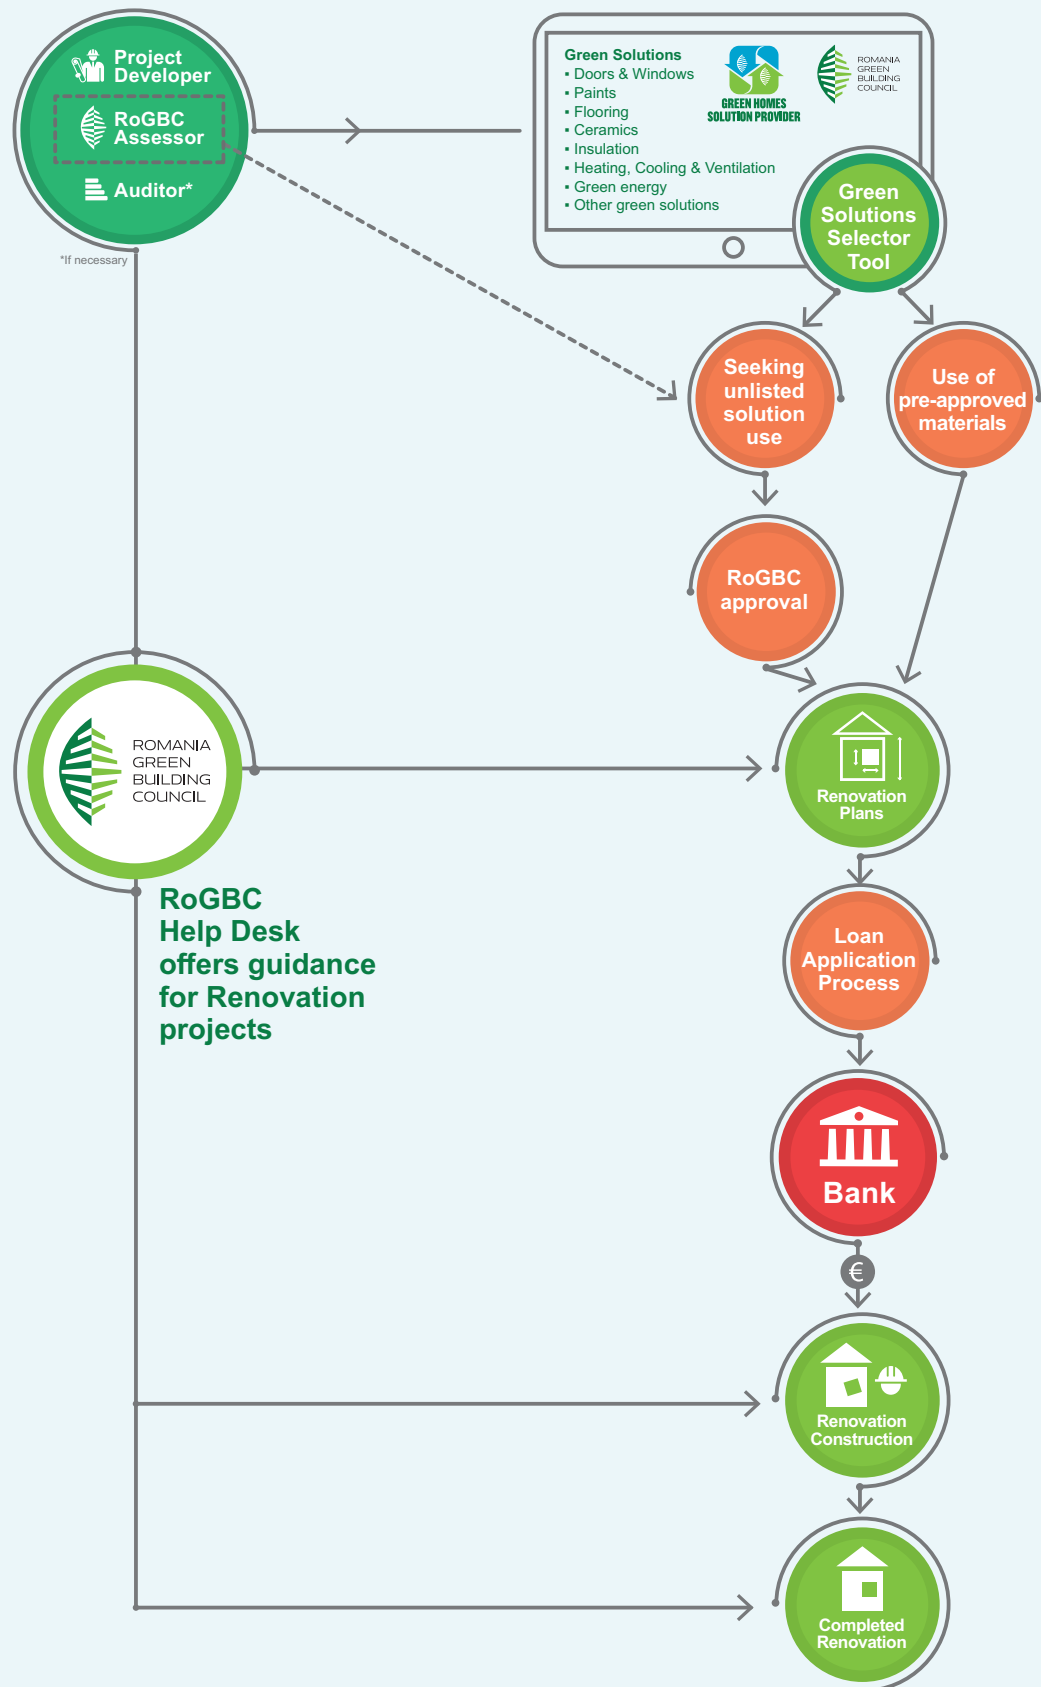 Project
Developer
RoGBC
Assessor
Auditor*
*If necessary
Green Solutions
▪ Doors & Windows
▪ Paints
▪ Flooring
▪ Ceramics
▪ Insulation
▪ Heating, Cooling & Ventilation
▪ Green energy
▪ Other green solutions
GREEN HOMES
SOLUTION PROVIDER
ROMANIA
GREEN
BUILDING
COUNCIL
Green
Solutions
Selector
Tool
Seeking
unlisted
solution
use
Use of
pre-approved
materials
RoGBC
approval
ROMANIA
GREEN
BUILDING
COUNCIL
Renovation
Plans
RoGBC
Help Desk
offers guidance
for Renovation
projects
Loan
Application
Process
Bank
€
Renovation
Construction
Completed
Renovation